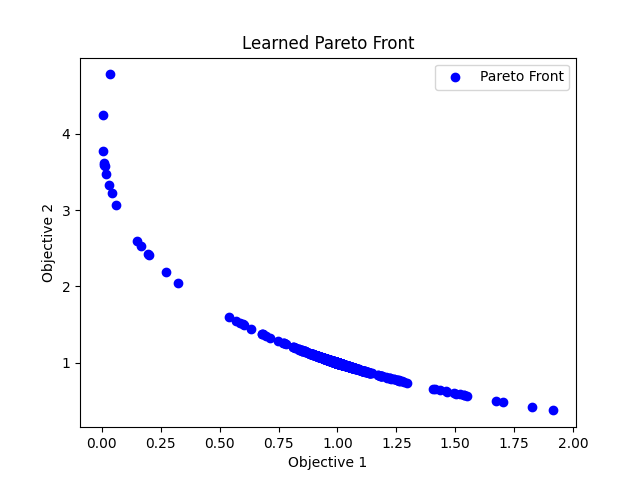 Learned Pareto Front
Pareto Front
4
3
2
1
Objective 2
0.00 0.25 0.50 0.75 1.00 1.25 1.50 1.75 2.00
Objective 1